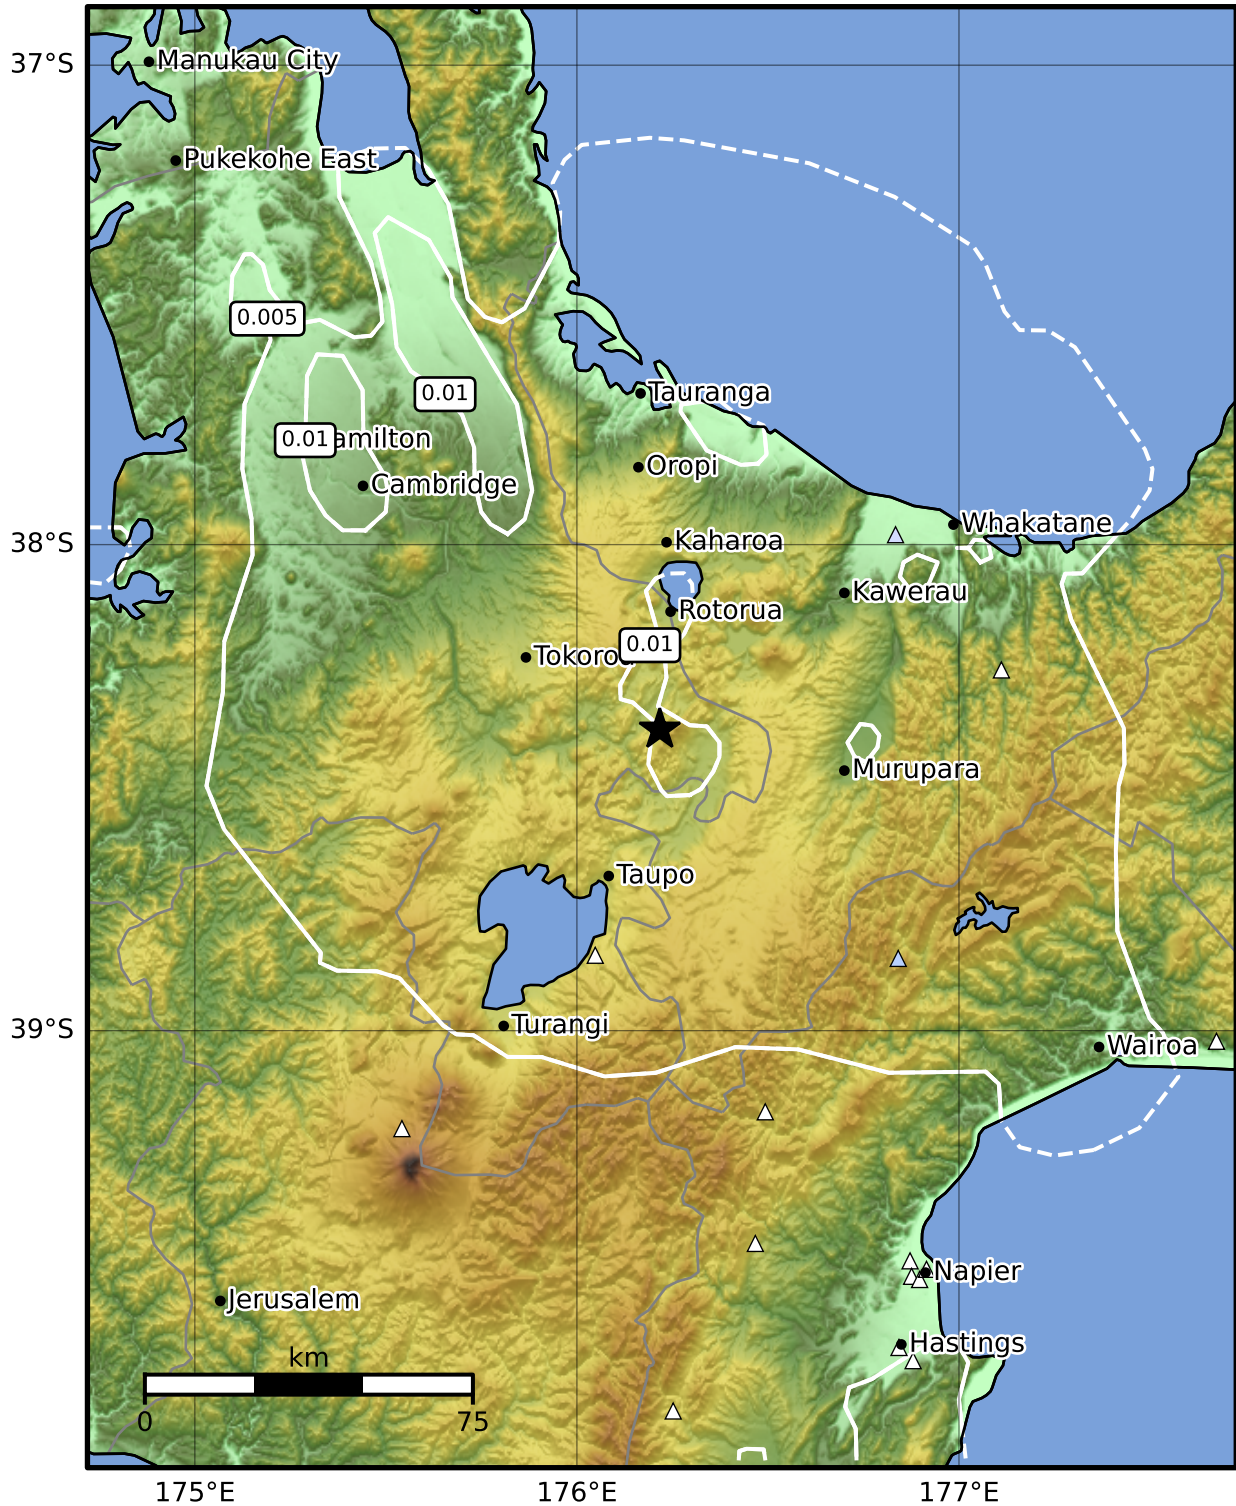 37°S
Manukau City
Pukekohe East
0.005
0.01
Tauranga
0.01
amilton
Oropi
Cambridge
Whakatane
38°S
Kaharoa
Kawerau
Rotorua
0.01
Tokoro
Murupara
Taupo
Turangi
39°S
Wairoa
Napier
Jerusalem
Hastings
km
0
75
175°E
176°E
177°E